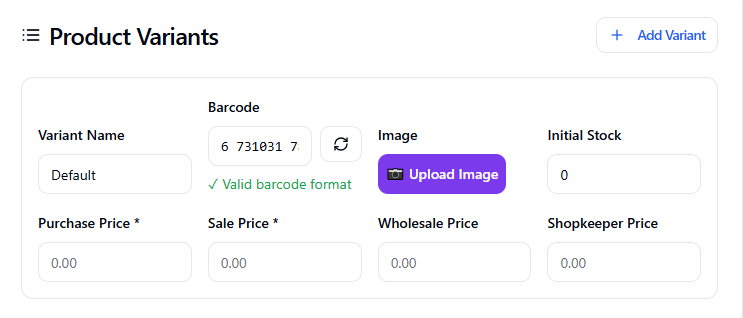 Product Variants
+ Add Variant
Variant Name
Barcode
Image
Initial Stock
Default
6 731031 7
Upload Image
0
✓ Valid barcode format
Purchase Price *
Sale Price *
Wholesale Price
Shopkeeper Price
0.00
0.00
0.00
0.00